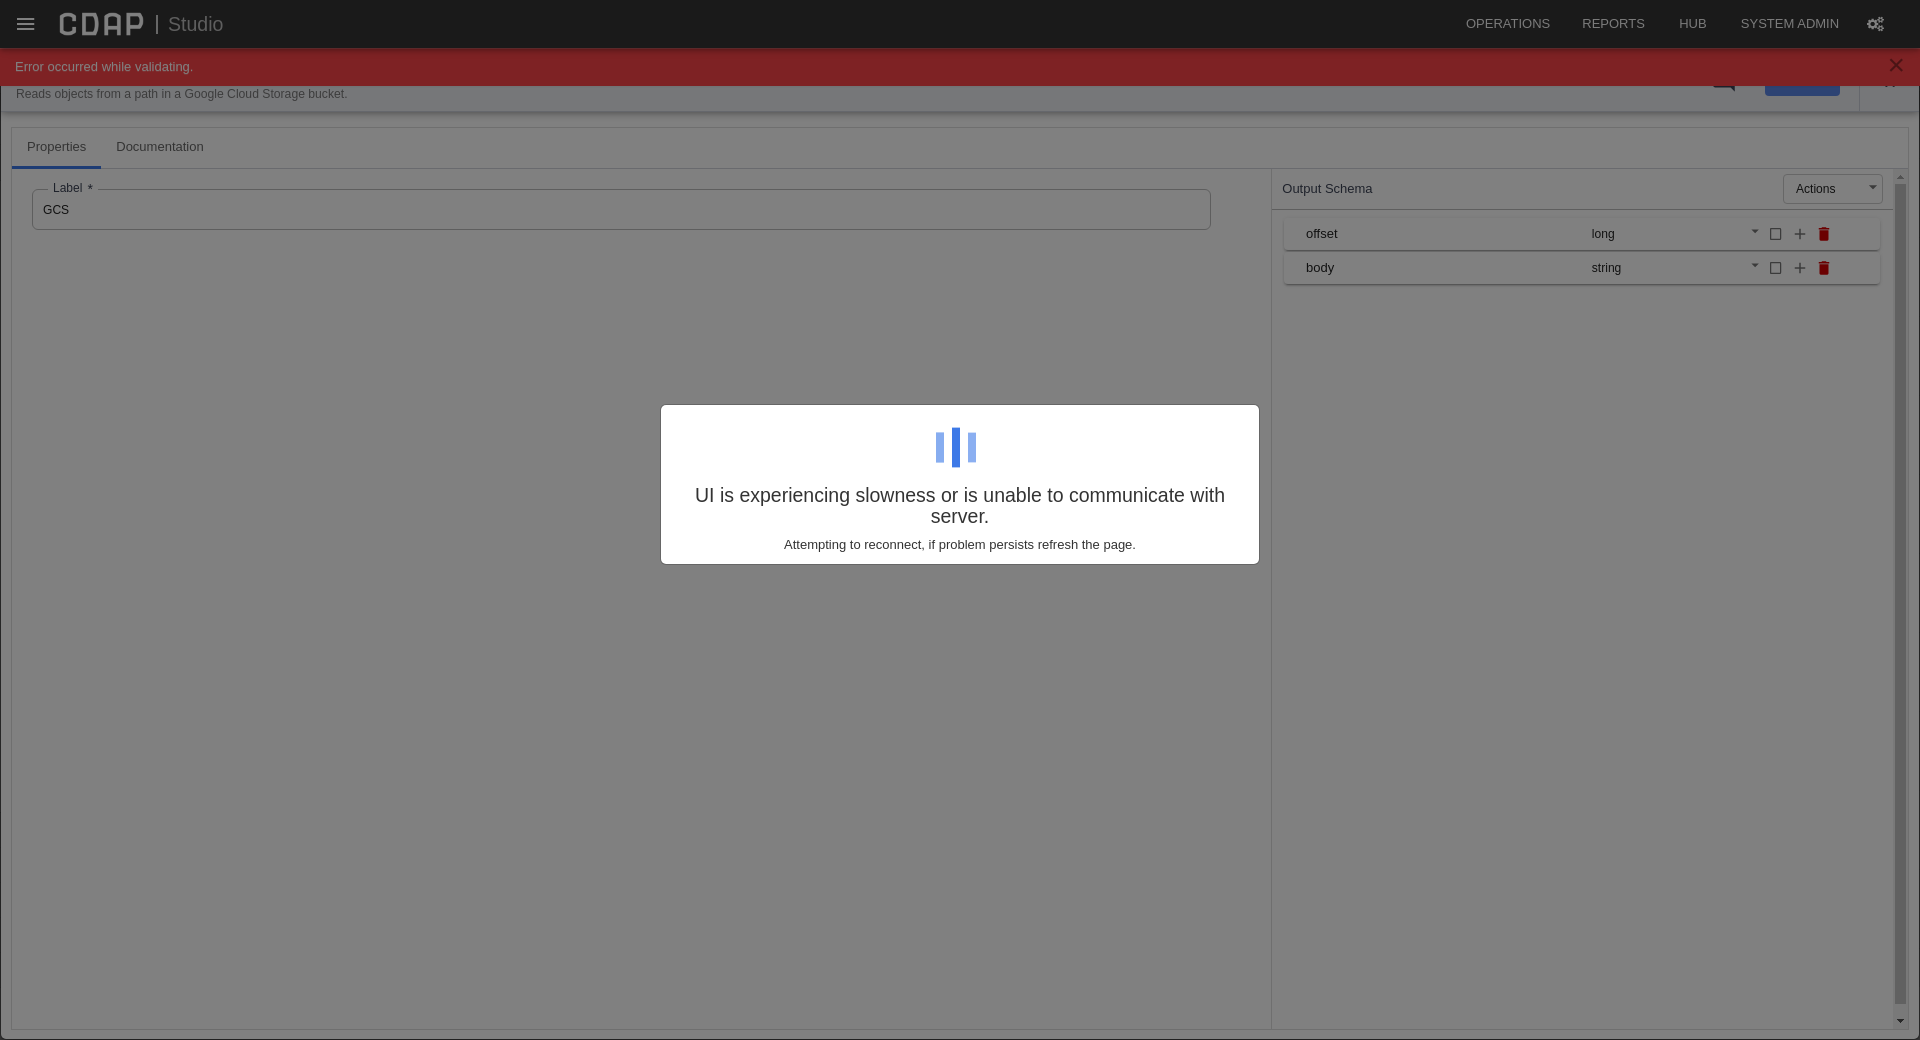 CDAP | Studio
OPERATIONS
REPORTS
HUB
SYSTEM ADMIN
Error occurred while validating.
Reads objects from a path in a Google Cloud Storage bucket.
Properties
Documentation
Label *
GCS
Output Schema
Actions
offset
long
body
string
UI is experiencing slowness or is unable to communicate with
server.
Attempting to reconnect, if problem persists refresh the page.